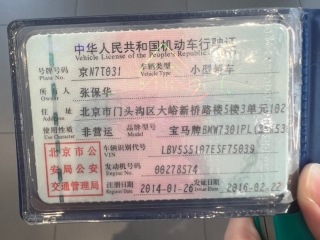 中华人民共和国机动车行驶证
Vehicle License of the People's Republic of China
号牌号码 京N7T031 车辆类型 小型轿车
Plate No. Vehicle Type
所有人 张保华
Owner
住址 北京市门头沟区大峪新桥路楼5楼3单元102
Address
使用性质 非营运 品牌型号 宝马牌BMW7301PL
Use Character Model
北京市公
安局公安
交通管理局
车辆识别代号
VIN
发动机号码 00278574
Engine No.
注册日期 2014-01-26 发证日期 2016-02-22
Register Date Issue Date